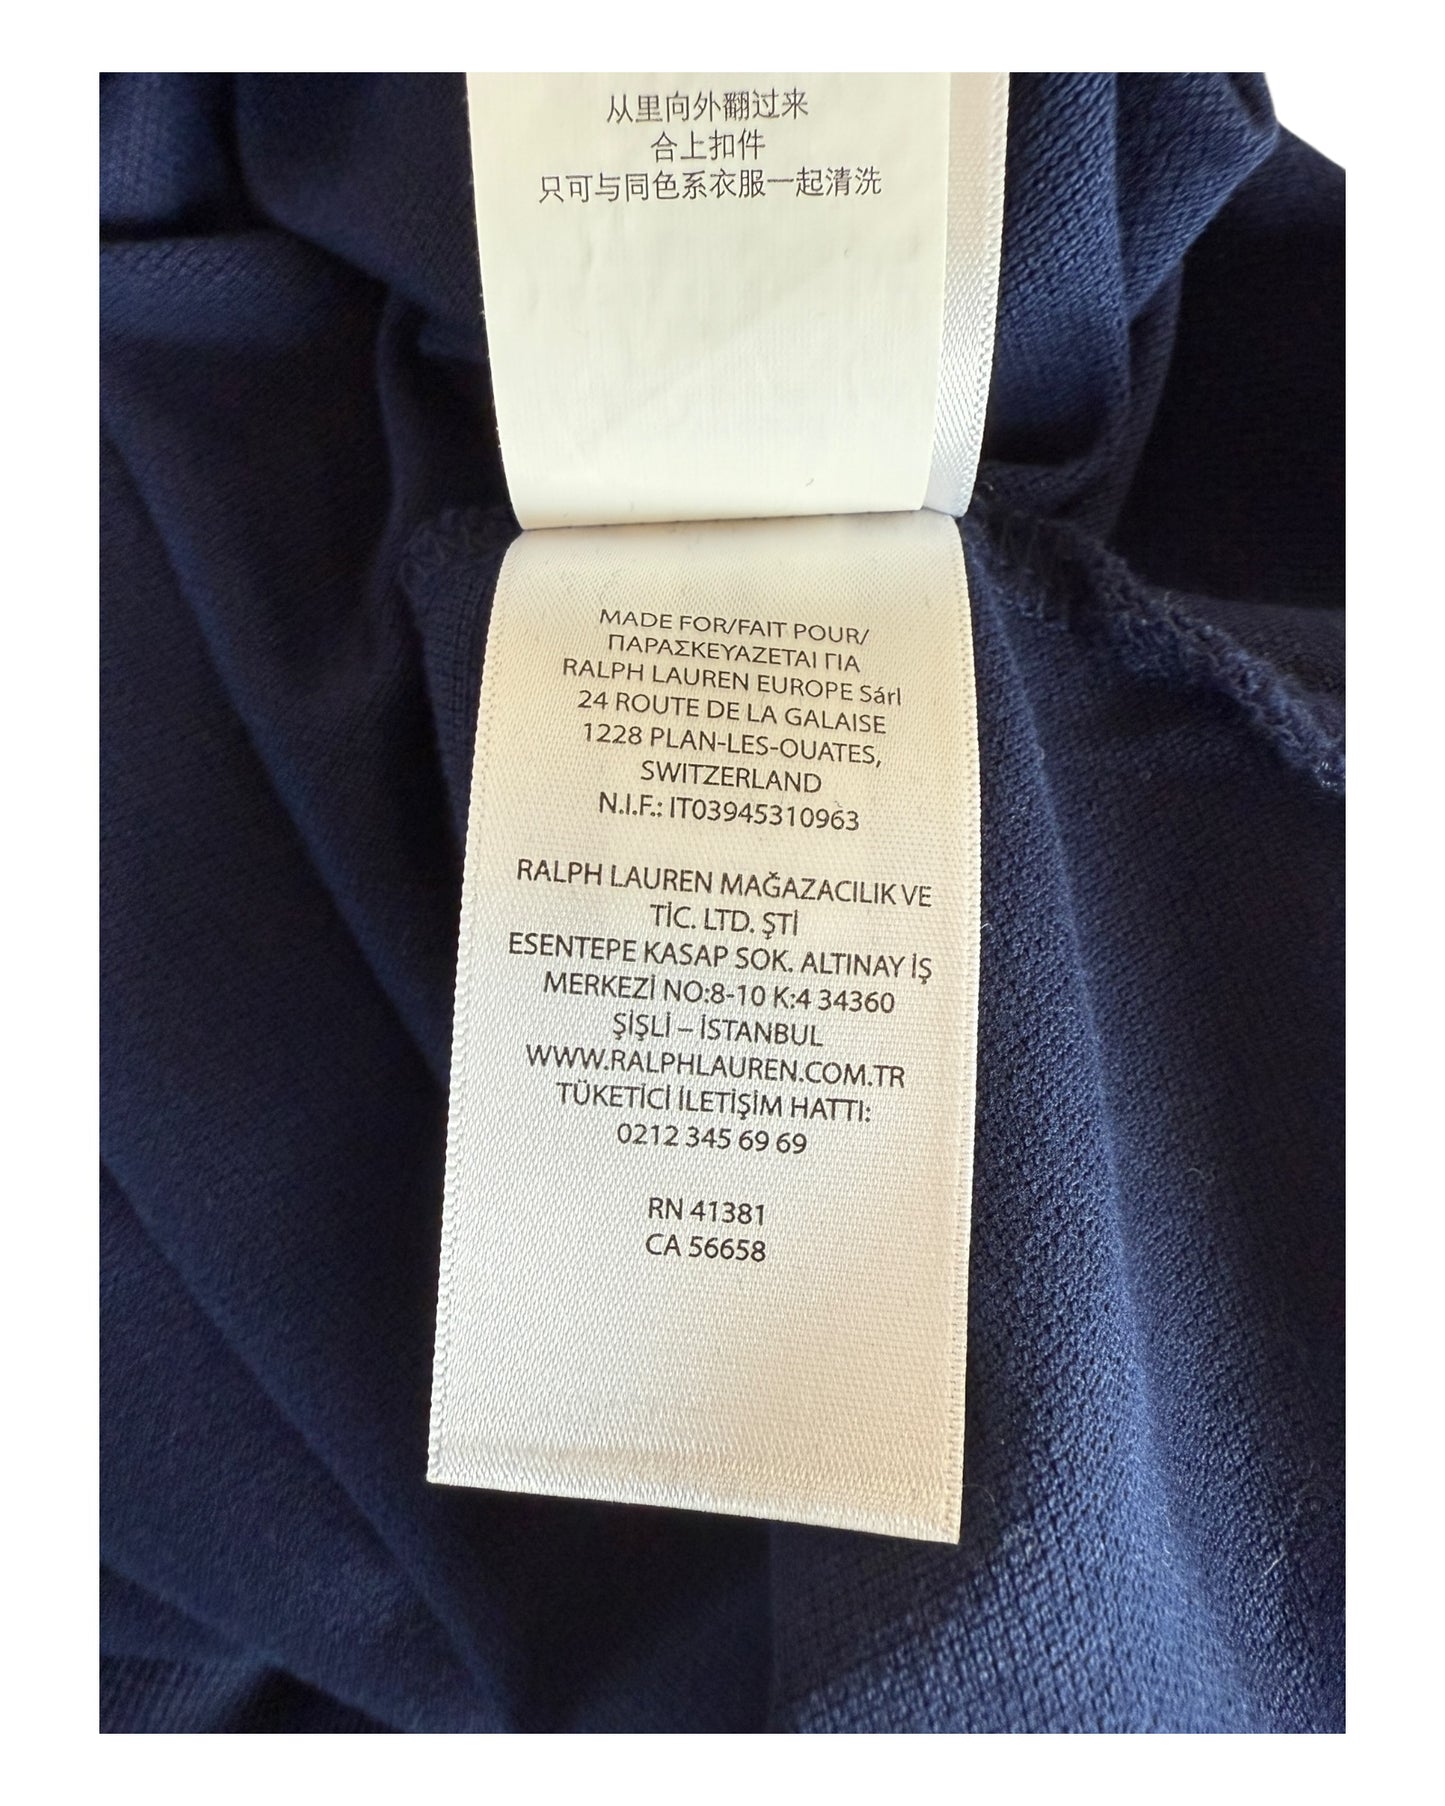 从里向外翻过来
合上扣件
只可与同色系衣服一起清洗
MADE FOR/FAIT POUR/
ΠΑΡΑΣΚΕΥΑΖΕΤΑΙ ΓΙΑ
RALPH LAUREN EUROPE Sárl
24 ROUTE DE LA GALAISE
1228 PLAN-LES-OUATES,
SWITZERLAND
N.I.F.: IT03945310963
RALPH LAUREN MAĞAZACILIK VE
TİC. LTD. ŞTİ
ESENTEPE KASAP SOK. ALTINAY İŞ
MERKEZİ NO:8-10 K:4 34360
ŞİŞLİ – İSTANBUL
WWW.RALPHLAUREN.COM.TR
TÜKETİCİ İLETİŞİM HATTI:
0212 345 69 69
RN 41381
CA 56658